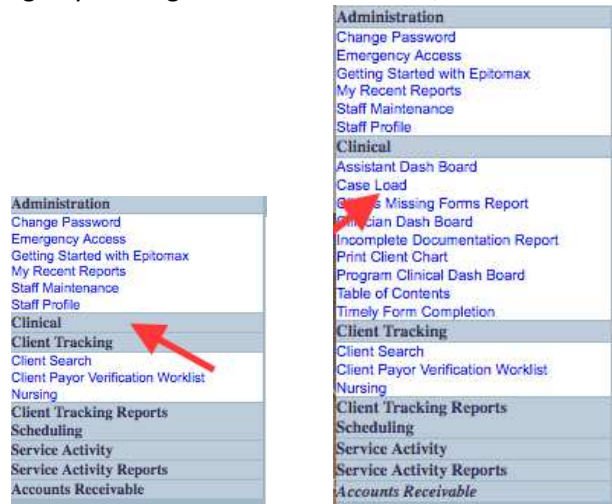 Administration
Change Password
Emergency Access
Getting Started with Epitomax
My Recent Reports
Staff Maintenance
Staff Profile
Clinical
Client Tracking
Client Search
Client Payor Verification Worklist
Nursing
Client Tracking Reports
Scheduling
Service Activity
Service Activity Reports
Accounts Receivable
Administration
Change Password
Emergency Access
Getting Started with Epitomax
My Recent Reports
Staff Maintenance
Staff Profile
Clinical
Assistant Dash Board
Case Load
Missing Forms Report
Dash Board
Incomplete Documentation Report
Print Client Chart
Program Clinical Dash Board
Table of Contents
Timely Form Completion
Client Tracking
Client Search
Client Payor Verification Worklist
Nursing
Client Tracking Reports
Scheduling
Service Activity
Service Activity Reports
Accounts Receivable